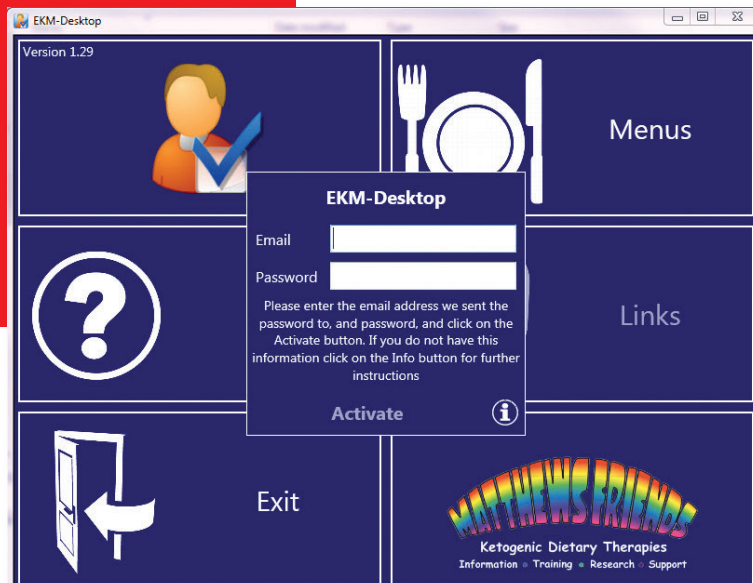 EKM-Desktop
Version 1.29
Menus
EKM-Desktop
Email
Password
Please enter the email address we sent the
password to, and password, and click on the
Activate button. If you do not have this
information click on the Info button for further
instructions
Activate
Links
Exit
MATTHEWS FRIENDS
Ketogenic Dietary Therapies
Information Training Research Support